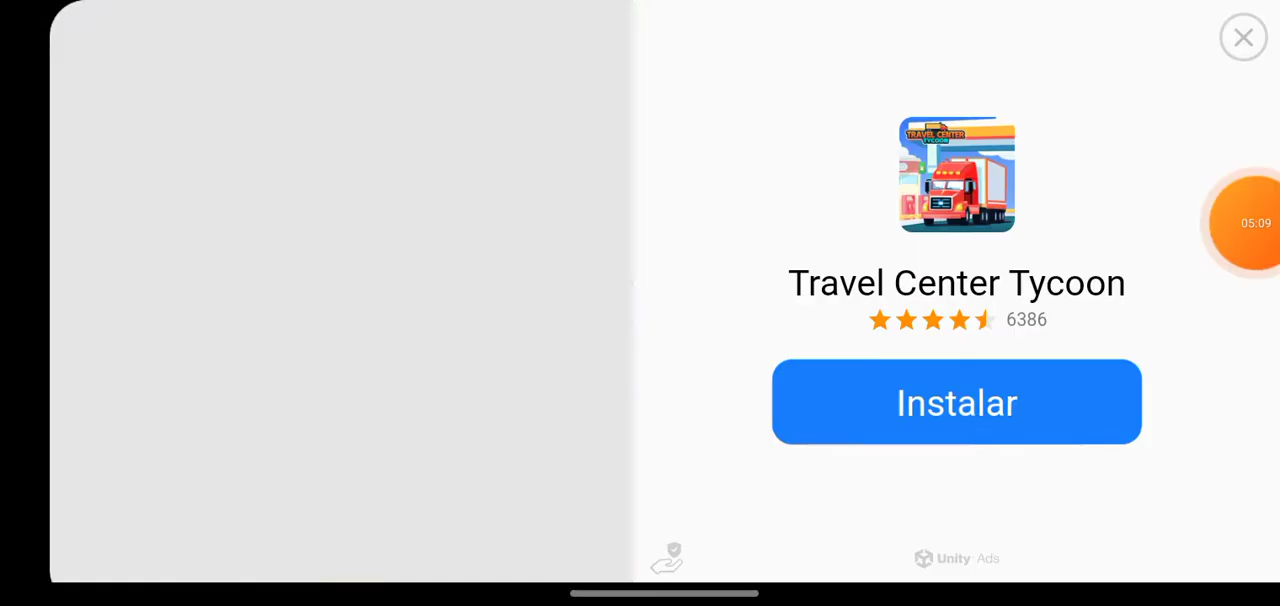 TRAVEL CENTER
TYCOON
05:09
Travel Center Tycoon
6386
Instalar
Unity Ads